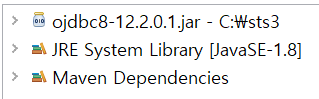 ojdbc8-12.2.0.1.jar - C:₩sts3
JRE System Library [JavaSE-1.8]
Maven Dependencies